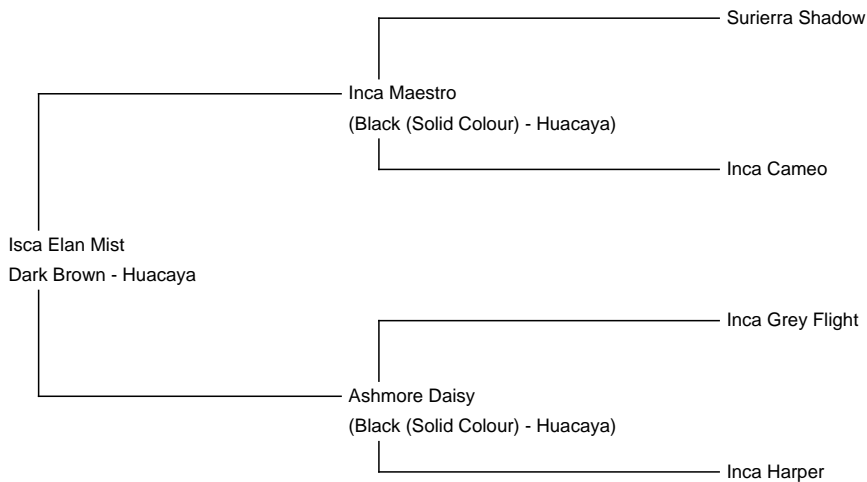 Surierra Shadow
Inca Maestro
(Black (Solid Colour) - Huacaya)
Inca Cameo
Isca Elan Mist
Dark Brown - Huacaya
Inca Grey Flight
Ashmore Daisy
(Black (Solid Colour) - Huacaya)
Inca Harper